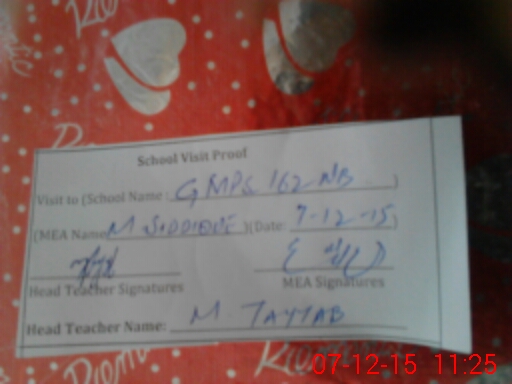 School Visit Proof
Visit to (School Name: GMPS 162-NB)
(MEA Name M SIDDIQUE)(Date: 7-12-15)
Head Teacher Signatures MEA Signatures
Head Teacher Name: M. TAYYAB
07-12-15 11:25